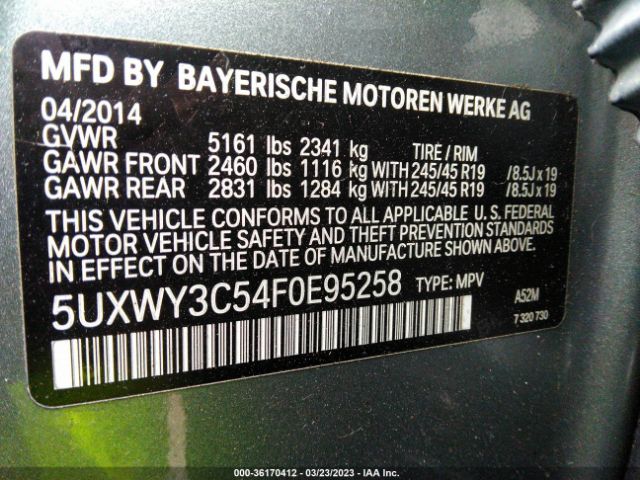 MFD BY BAYERISCHE MOTOREN WERKE AG
04/2014
GVWR 5161 lbs 2341 kg TIRE / RIM
GAWR FRONT 2460 lbs 1116 kg WITH 245/45 R19 /8.5J x 19
GAWR REAR 2831 lbs 1284 kg WITH 245/45 R19 /8.5J x 19
THIS VEHICLE CONFORMS TO ALL APPLICABLE U.S. FEDERAL
MOTOR VEHICLE SAFETY AND THEFT PREVENTION STANDARDS
IN EFFECT ON THE DATE OF MANUFACTURE SHOWN ABOVE.
5UXWY3C54F0E95258 TYPE: MPV A52M
7 320 730
000-36170412 - 03/23/2023 - IAA Inc.